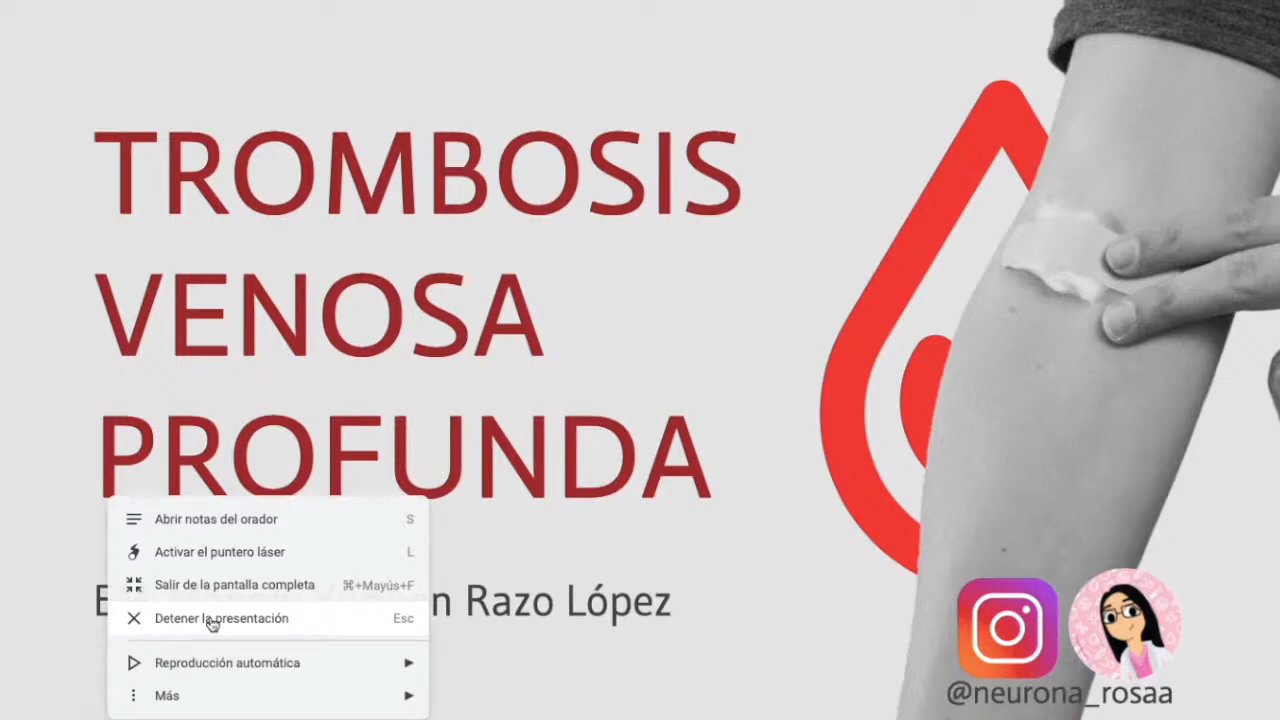 TROMBOSIS
VENOSA
PROFUNDA
Abrir notas del orador S
Activar el puntero láser L
Salir de la pantalla completa ⌘+Mayús+F
Razo López
Detener la presentación Esc
Reproducción automática
Más
@neurona_rosaa